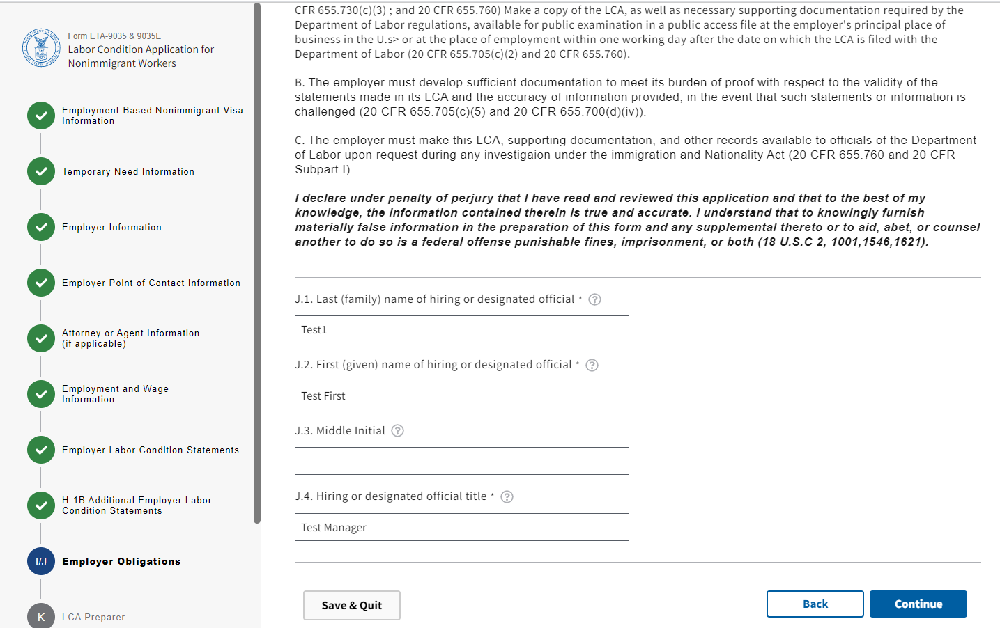 Form ETA-9035 & 9035E
Labor Condition Application for
Nonimmigrant Workers
Employment-Based Nonimmigrant Visa
Information
Temporary Need Information
Employer Information
Employer Point of Contact Information
Attorney or Agent Information
(if applicable)
Employment and Wage
Information
Employer Labor Condition Statements
H-1B Additional Employer Labor
Condition Statements
I/J
Employer Obligations
K
LCA Preparer
CFR 655.730(c)(3) ; and 20 CFR 655.760) Make a copy of the LCA, as well as necessary supporting documentation required by the
Department of Labor regulations, available for public examination in a public access file at the employer's principal place of
business in the U.s> or at the place of employment within one working day after the date on which the LCA is filed with the
Department of Labor (20 CFR 655.705(c)(2) and 20 CFR 655.760).
B. The employer must develop sufficient documentation to meet its burden of proof with respect to the validity of the
statements made in its LCA and the accuracy of information provided, in the event that such statements or information is
challenged (20 CFR 655.705(c)(5) and 20 CFR 655.700(d)(iv)).
C. The employer must make this LCA, supporting documentation, and other records available to officials of the Department
of Labor upon request during any investigaion under the immigration and Nationality Act (20 CFR 655.760 and 20 CFR
Subpart I).
I declare under penalty of perjury that I have read and reviewed this application and that to the best of my
knowledge, the information contained therein is true and accurate. I understand that to knowingly furnish
materially false information in the preparation of this form and any supplemental thereto or to aid, abet, or counsel
another to do so is a federal offense punishable fines, imprisonment, or both (18 U.S.C 2, 1001,1546,1621).
J.1. Last (family) name of hiring or designated official * ?
Test1
J.2. First (given) name of hiring or designated official * ?
Test First
J.3. Middle Initial ?
J.4. Hiring or designated official title * ?
Test Manager
Save & Quit
Back
Continue